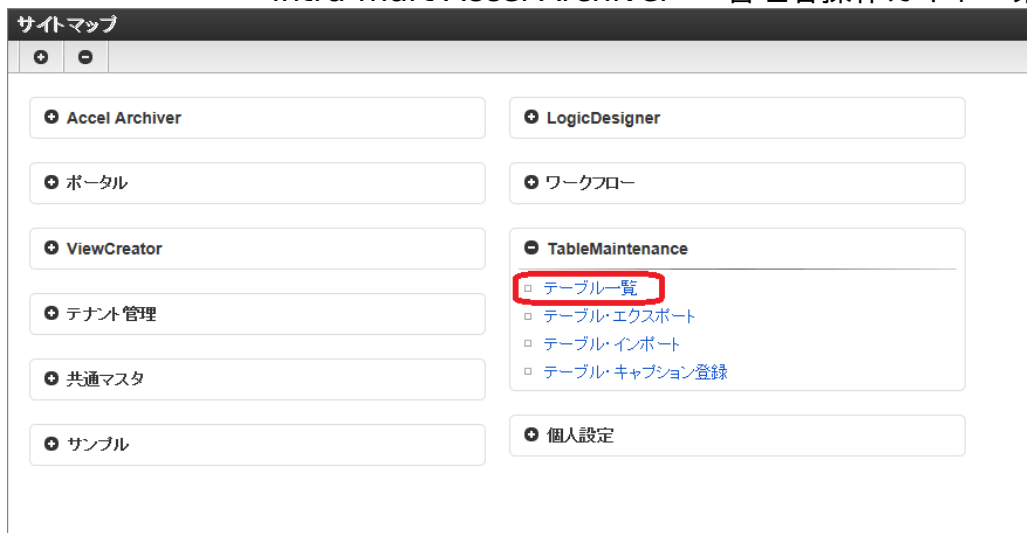 サイトマップ
Accel Archiver
ポータル
ViewCreator
テナント管理
共通マスタ
サンプル
LogicDesigner
ワークフロー
TableMaintenance
テーブル一覧
テーブル・エクスポート
テーブル・インポート
テーブル・キャプション登録
個人設定